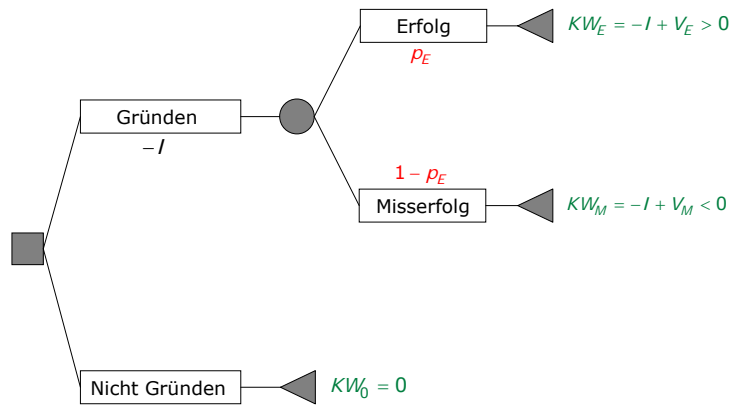 Erfolg
p_E
KW_E = −I + V_E > 0
Gründen
−I
1 − p_E
Misserfolg
KW_M = −I + V_M < 0
Nicht Gründen
KW_0 = 0